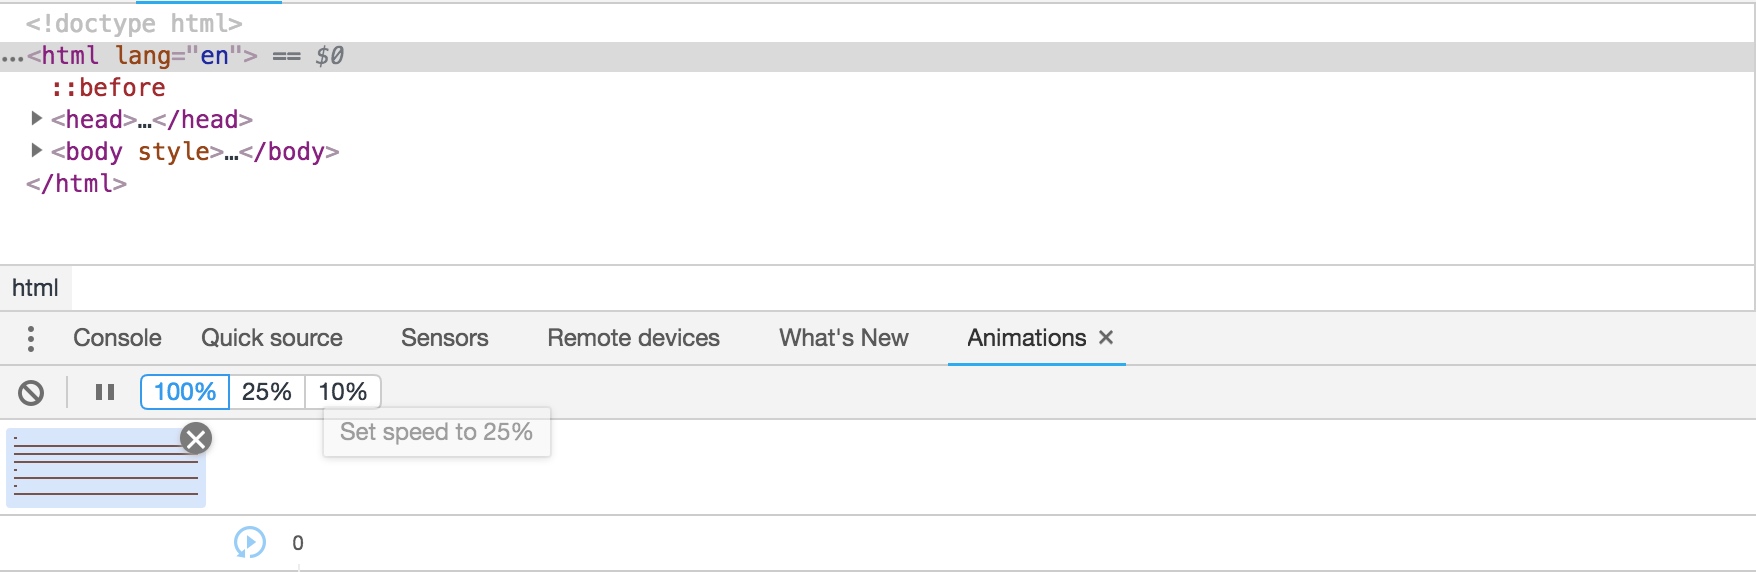 <!doctype html>
…<html lang="en"> == $0
::before
<head>…</head>
<body style>…</body>
</html>
html
Console Quick source Sensors Remote devices What's New Animations ×
100% 25% 10%
Set speed to 25%
0